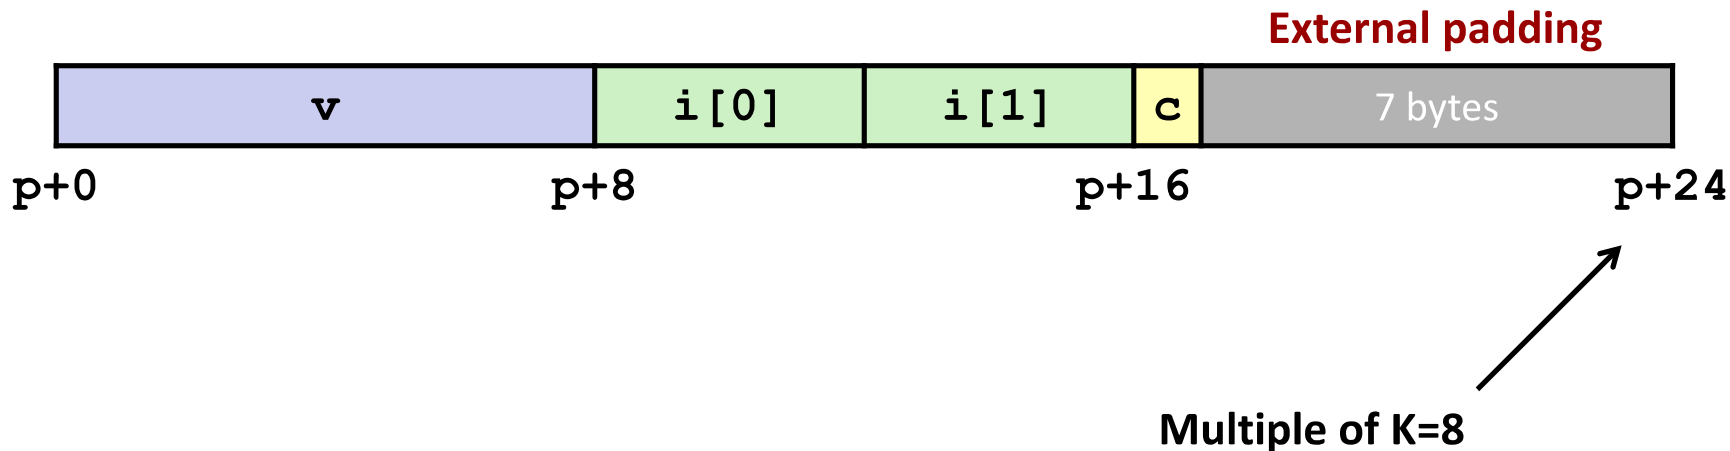 External padding
v i[0] i[1] c 7 bytes
p+0 p+8 p+16 p+24
Multiple of K=8